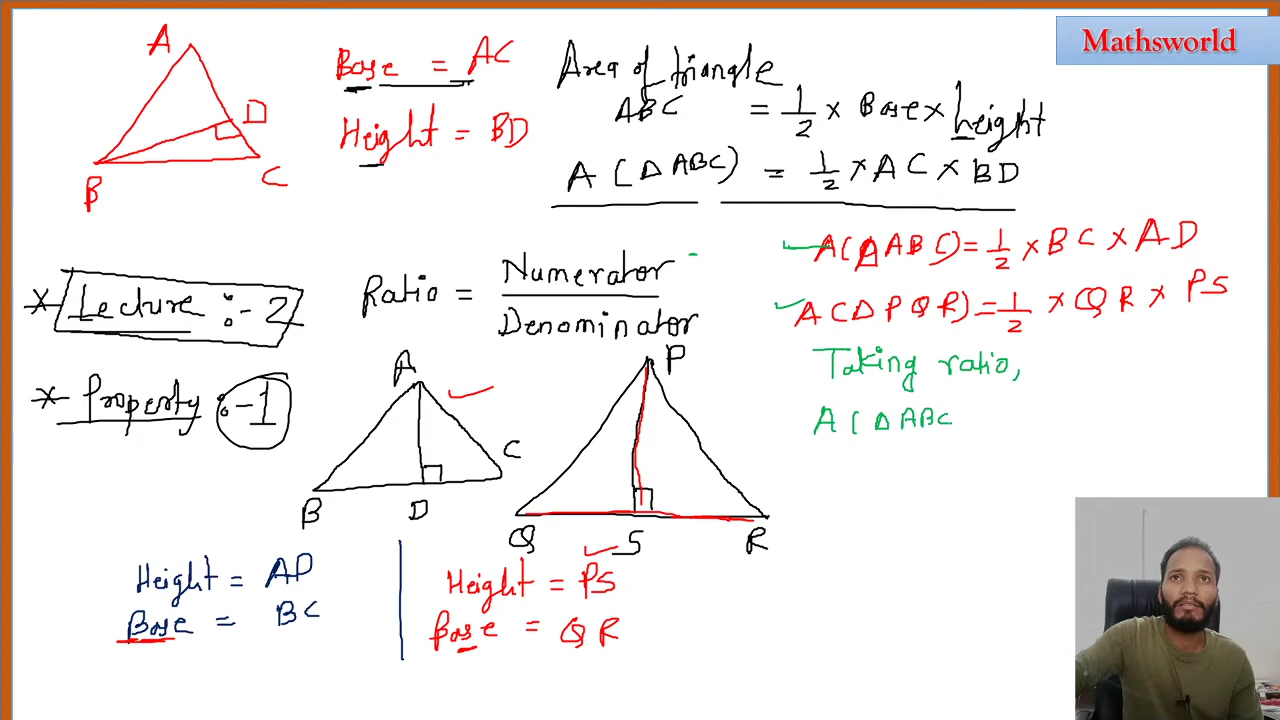 Mathsworld
A
D
B
C
Base = AC
Height = BD
Area of triangle
ABC = 1/2 × Base × height
A (Δ ABC) = 1/2 × AC × BD
A(Δ ABC) = 1/2 × BC × AD
A(Δ PQR) = 1/2 × QR × PS
Taking ratio,
A(Δ ABC
* Lecture :- 2
Ratio = Numerator
Denominator
* Property :- 1
A
B
D
C
P
Q
S
R
Height = AD
Base = BC
Height = PS
Base = QR